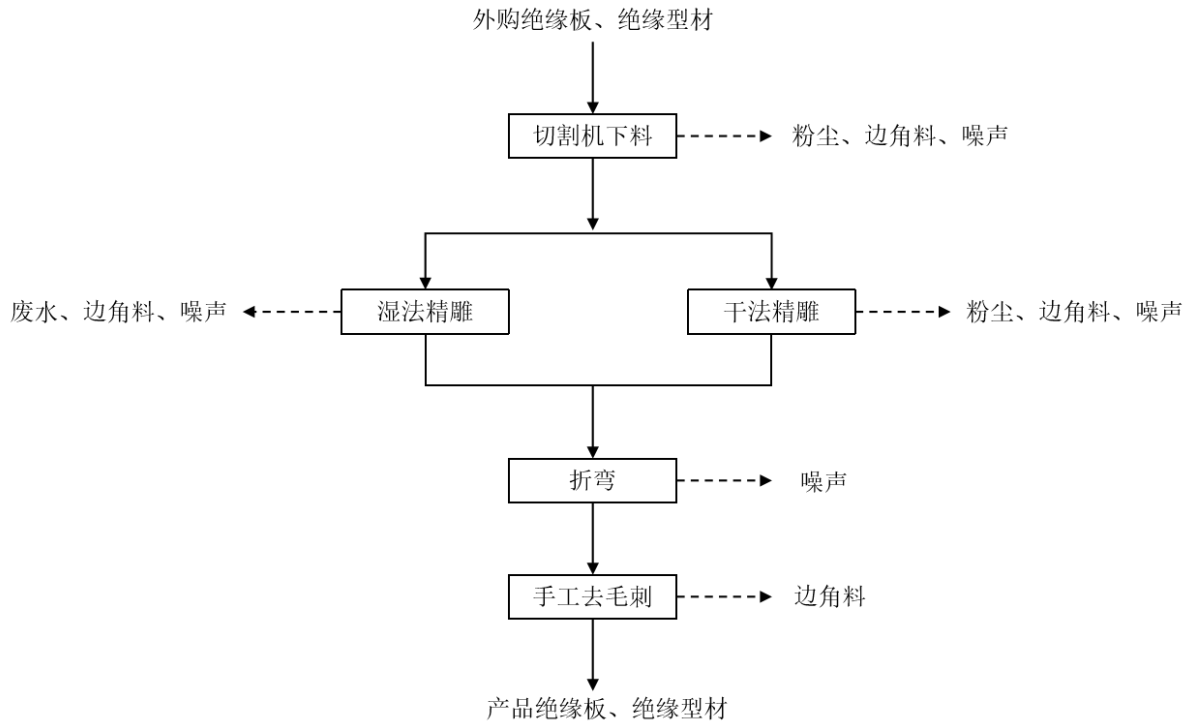 外购绝缘板、绝缘型材
切割机下料
粉尘、边角料、噪声
废水、边角料、噪声
湿法精雕
干法精雕
粉尘、边角料、噪声
折弯
噪声
手工去毛刺
边角料
产品绝缘板、绝缘型材